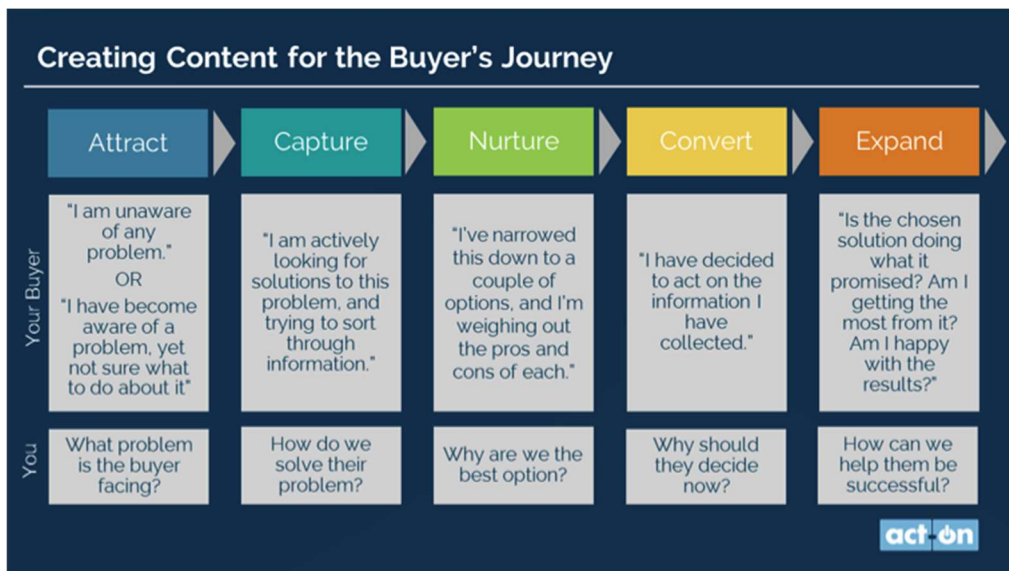 Creating Content for the Buyer's Journey
Attract
Capture
Nurture
Convert
Expand
Your Buyer
"I am unaware
of any
problem."
OR
"I have become
aware of a
problem, yet
not sure what
to do about it"
"I am actively
looking for
solutions to this
problem, and
trying to sort
through
information."
"I've narrowed
this down to a
couple of
options, and I'm
weighing out
the pros and
cons of each."
"I have decided
to act on the
information I
have
collected."
"Is the chosen
solution doing
what it
promised? Am I
getting the
most from it?
Am I happy
with the
results?"
You
What problem
is the buyer
facing?
How do we
solve their
problem?
Why are we the
best option?
Why should
they decide
now?
How can we
help them be
successful?
act-on